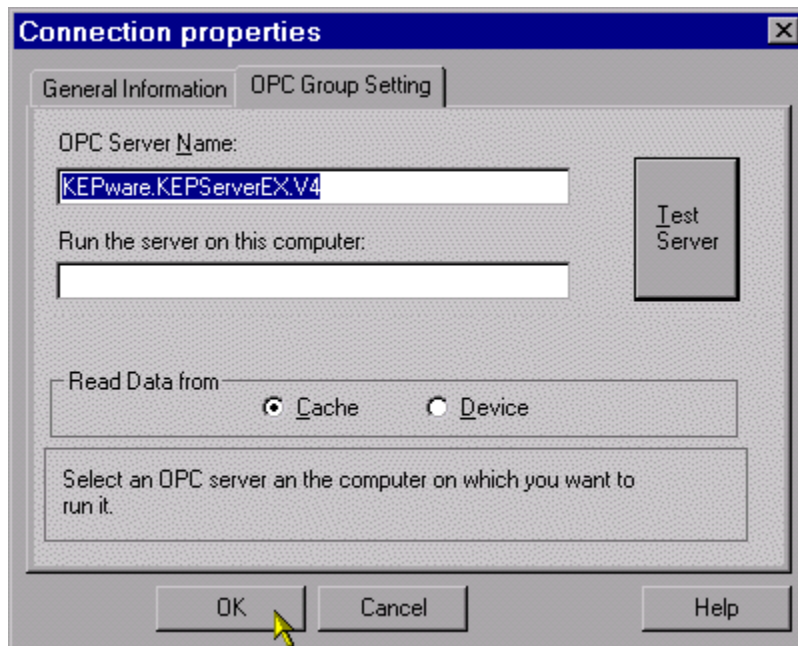 Connection properties
General Information
OPC Group Setting
OPC Server Name:
KEPware.KEPServerEX.V4
Test
Server
Run the server on this computer:
Read Data from
Cache
Device
Select an OPC server an the computer on which you want to
run it.
OK
Cancel
Help